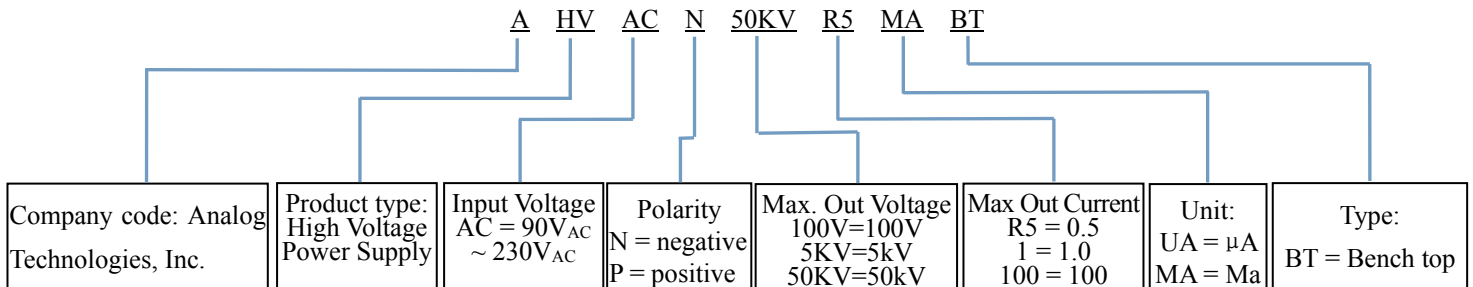 A HV AC N 50KV R5 MA BT
Company code: Analog
Technologies, Inc.
Product type:
High Voltage
Power Supply
Input Voltage
AC = 90VAC
~ 230VAC
Polarity
N = negative
P = positive
Max. Out Voltage
100V=100V
5KV=5kV
50KV=50kV
Max Out Current
R5 = 0.5
1 = 1.0
100 = 100
Unit:
UA = μA
MA = Ma
Type:
BT = Bench top